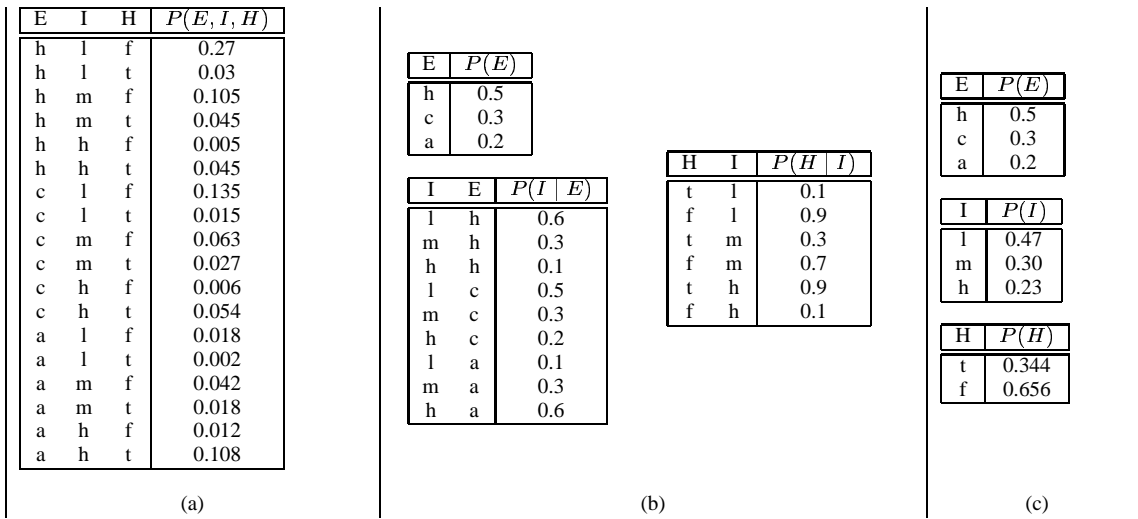 E I H P(E, I, H)
h l f 0.27
h l t 0.03
h m f 0.105
h m t 0.045
h h f 0.005
h h t 0.045
c l f 0.135
c l t 0.015
c m f 0.063
c m t 0.027
c h f 0.006
c h t 0.054
a l f 0.018
a l t 0.002
a m f 0.042
a m t 0.018
a h f 0.012
a h t 0.108
(a)
E P(E)
h 0.5
c 0.3
a 0.2
I E P(I | E)
l h 0.6
m h 0.3
h h 0.1
l c 0.5
m c 0.3
h c 0.2
l a 0.1
m a 0.3
h a 0.6
H I P(H | I)
t l 0.1
f l 0.9
t m 0.3
f m 0.7
t h 0.9
f h 0.1
(b)
E P(E)
h 0.5
c 0.3
a 0.2
I P(I)
l 0.47
m 0.30
h 0.23
H P(H)
t 0.344
f 0.656
(c)